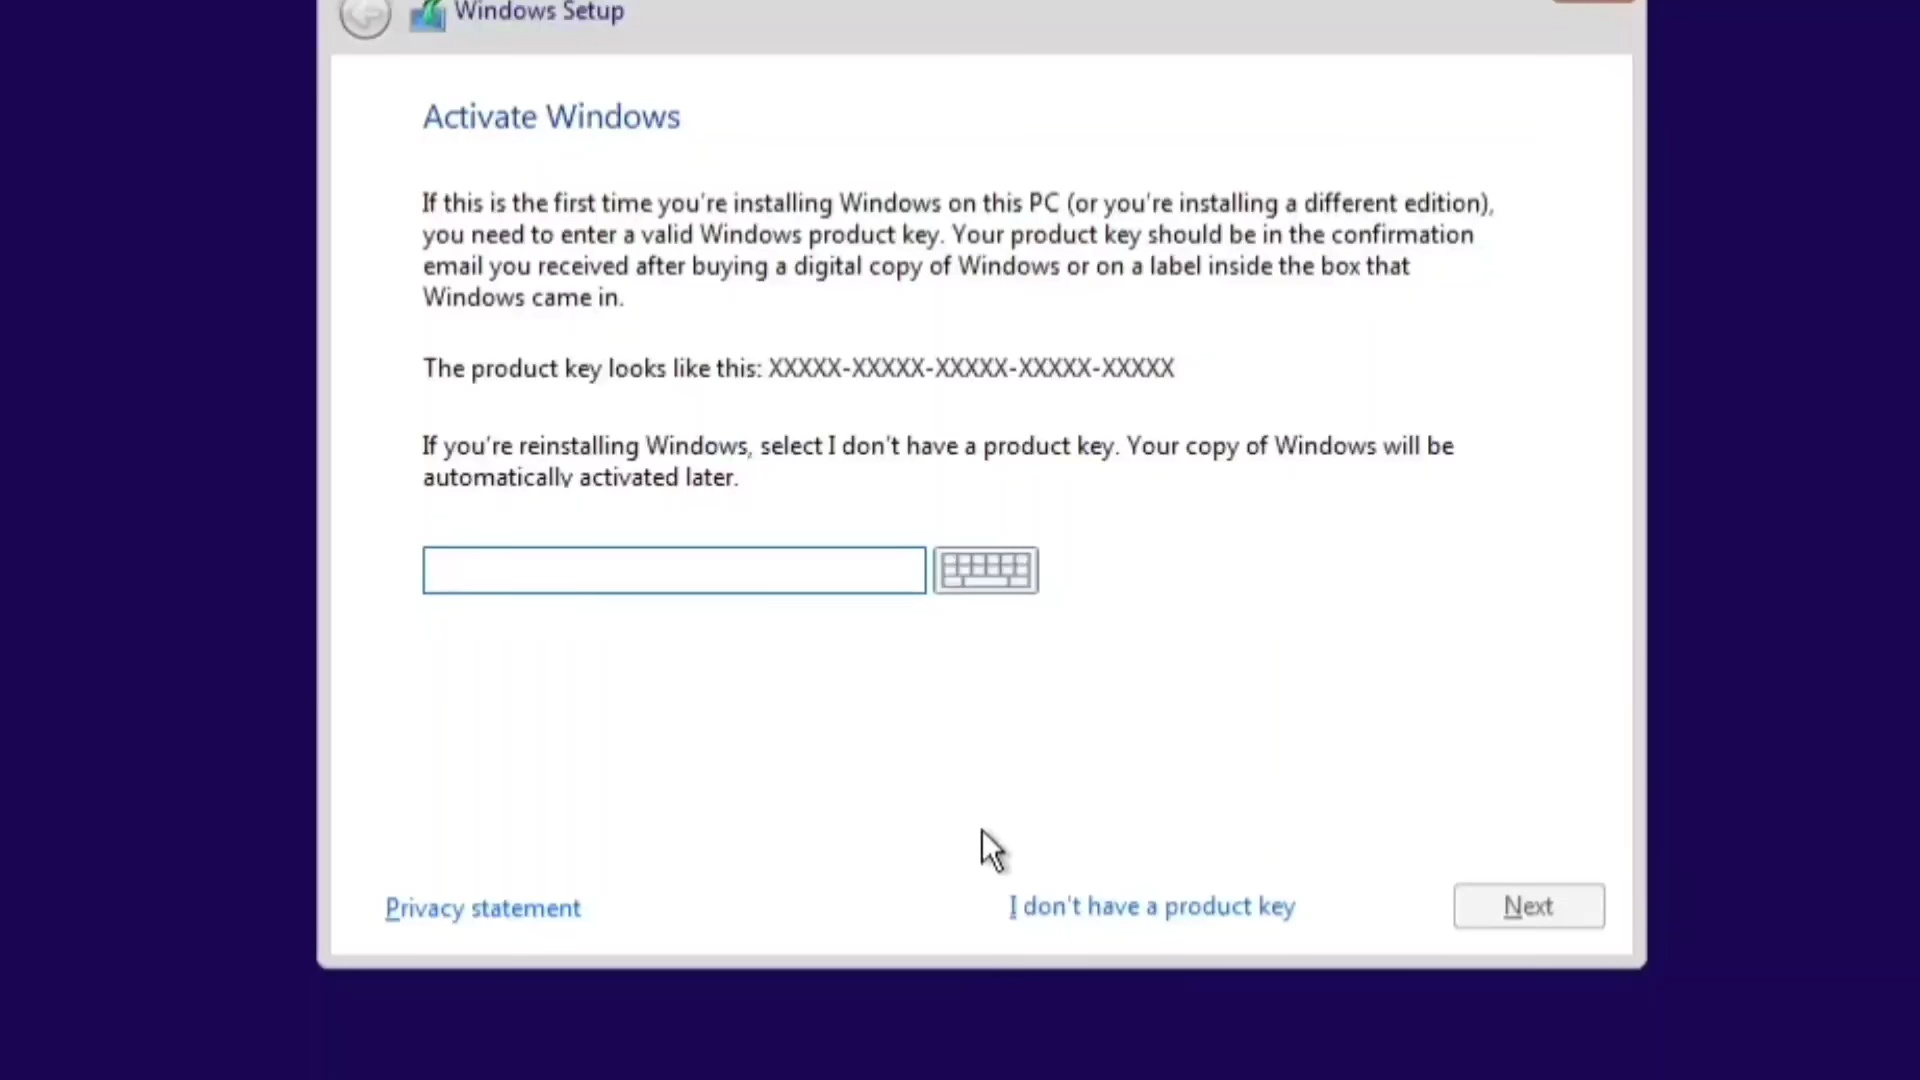 Windows Setup
Activate Windows
If this is the first time you're installing Windows on this PC (or you're installing a different edition),
you need to enter a valid Windows product key. Your product key should be in the confirmation
email you received after buying a digital copy of Windows or on a label inside the box that
Windows came in.
The product key looks like this: XXXXX-XXXXX-XXXXX-XXXXX-XXXXX
If you're reinstalling Windows, select I don't have a product key. Your copy of Windows will be
automatically activated later.
Privacy statement
I don't have a product key
Next